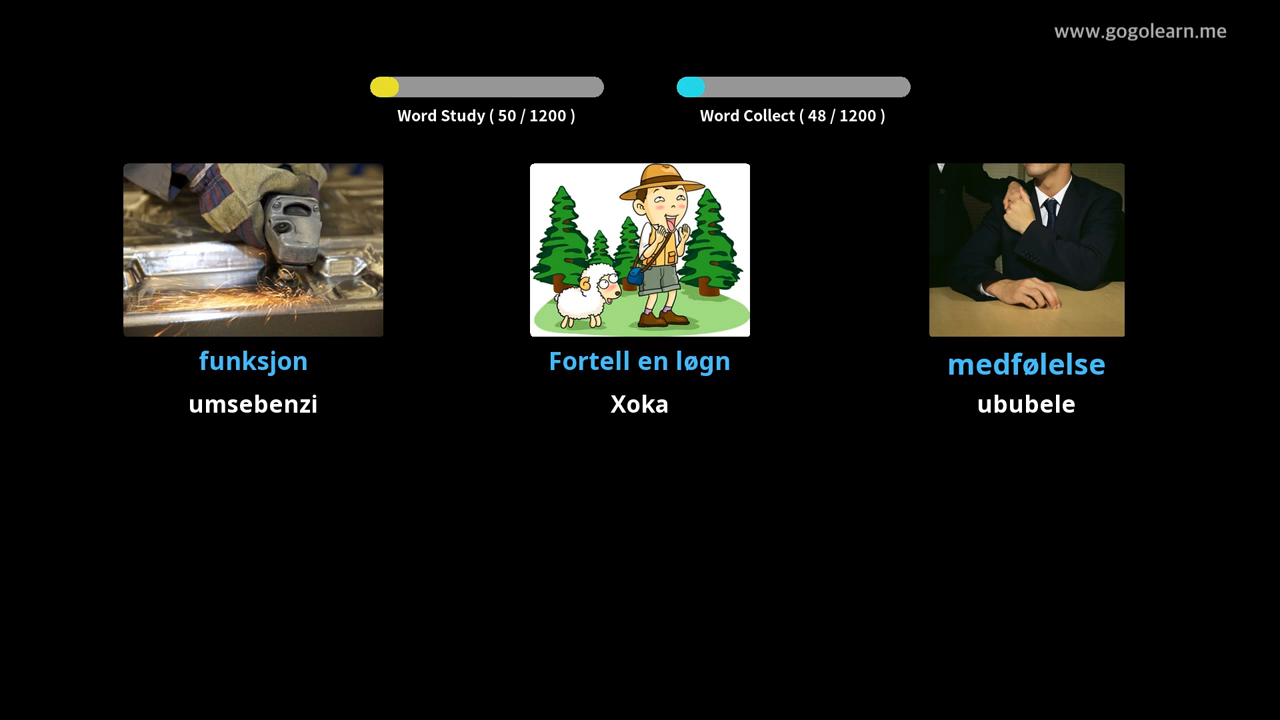 www.gogolearn.me
Word Study ( 50 / 1200 )
Word Collect ( 48 / 1200 )
funksjon
umsebenzi
Fortell en løgn
Xoka
medfølelse
ububele